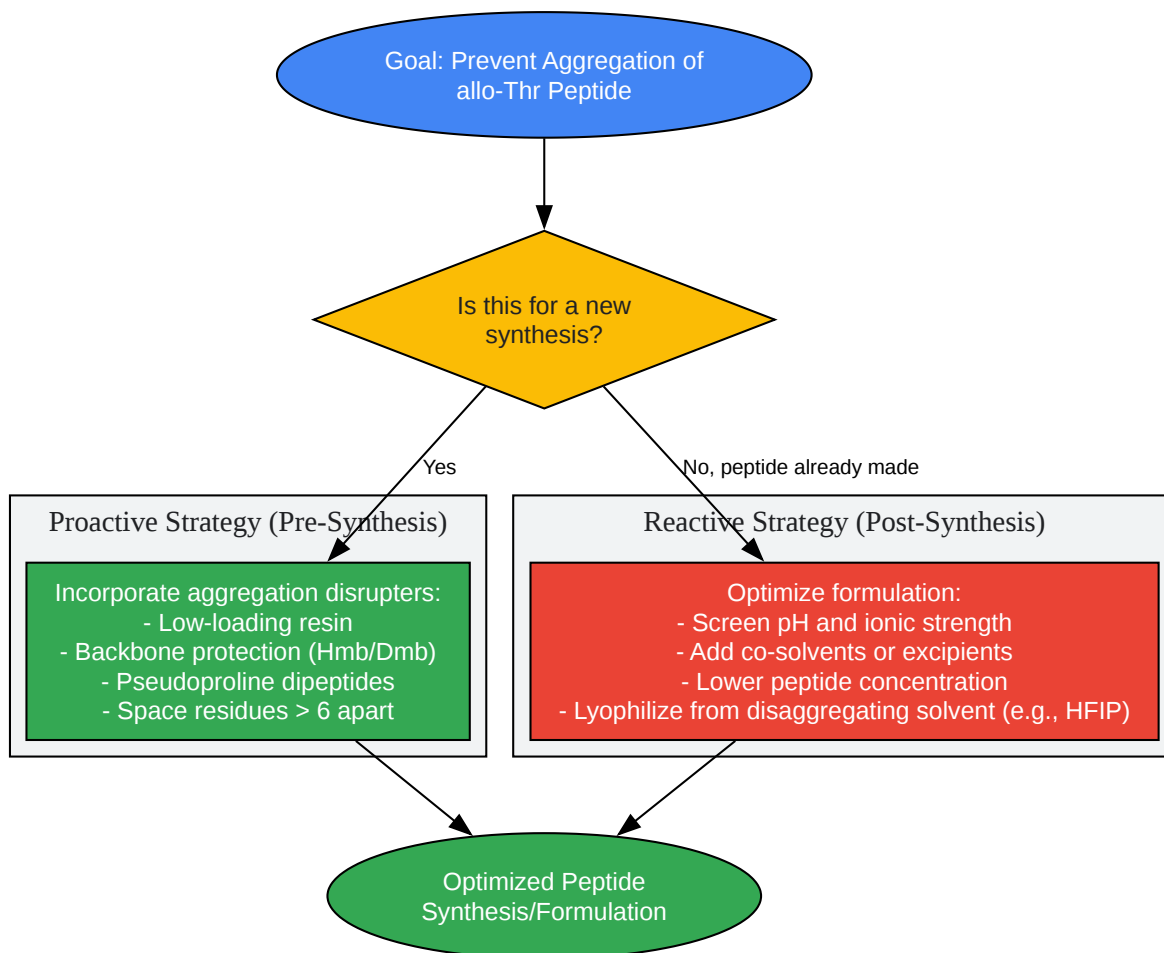 Goal: Prevent Aggregation of
allo-Thr Peptide
Is this for a new
synthesis?
Yes
No, peptide already made
Proactive Strategy (Pre-Synthesis)
Incorporate aggregation disrupters:
- Low-loading resin
- Backbone protection (Hmb/Dmb)
- Pseudoproline dipeptides
- Space residues > 6 apart
Reactive Strategy (Post-Synthesis)
Optimize formulation:
- Screen pH and ionic strength
- Add co-solvents or excipients
- Lower peptide concentration
- Lyophilize from disaggregating solvent (e.g., HFIP)
Optimized Peptide
Synthesis/Formulation